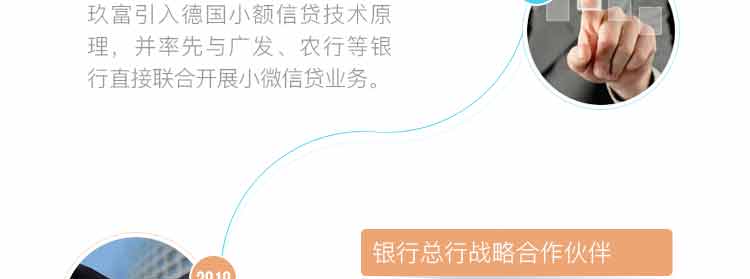 玖富引入德国小额信贷技术原
理，并率先与广发、农行等银
行直接联合开展小微信贷业务。
银行总行战略合作伙伴